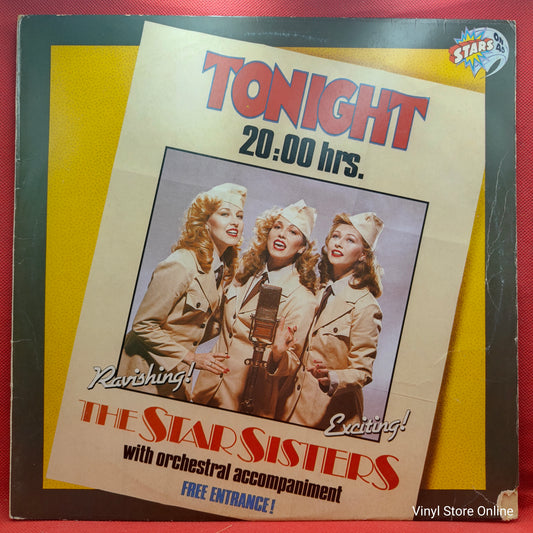 STARS
ON 45
TONIGHT
20:00 hrs.
Ravishing!
Exciting!
THE STAR SISTERS
with orchestral accompaniment
FREE ENTRANCE!
Vinyl Store Online